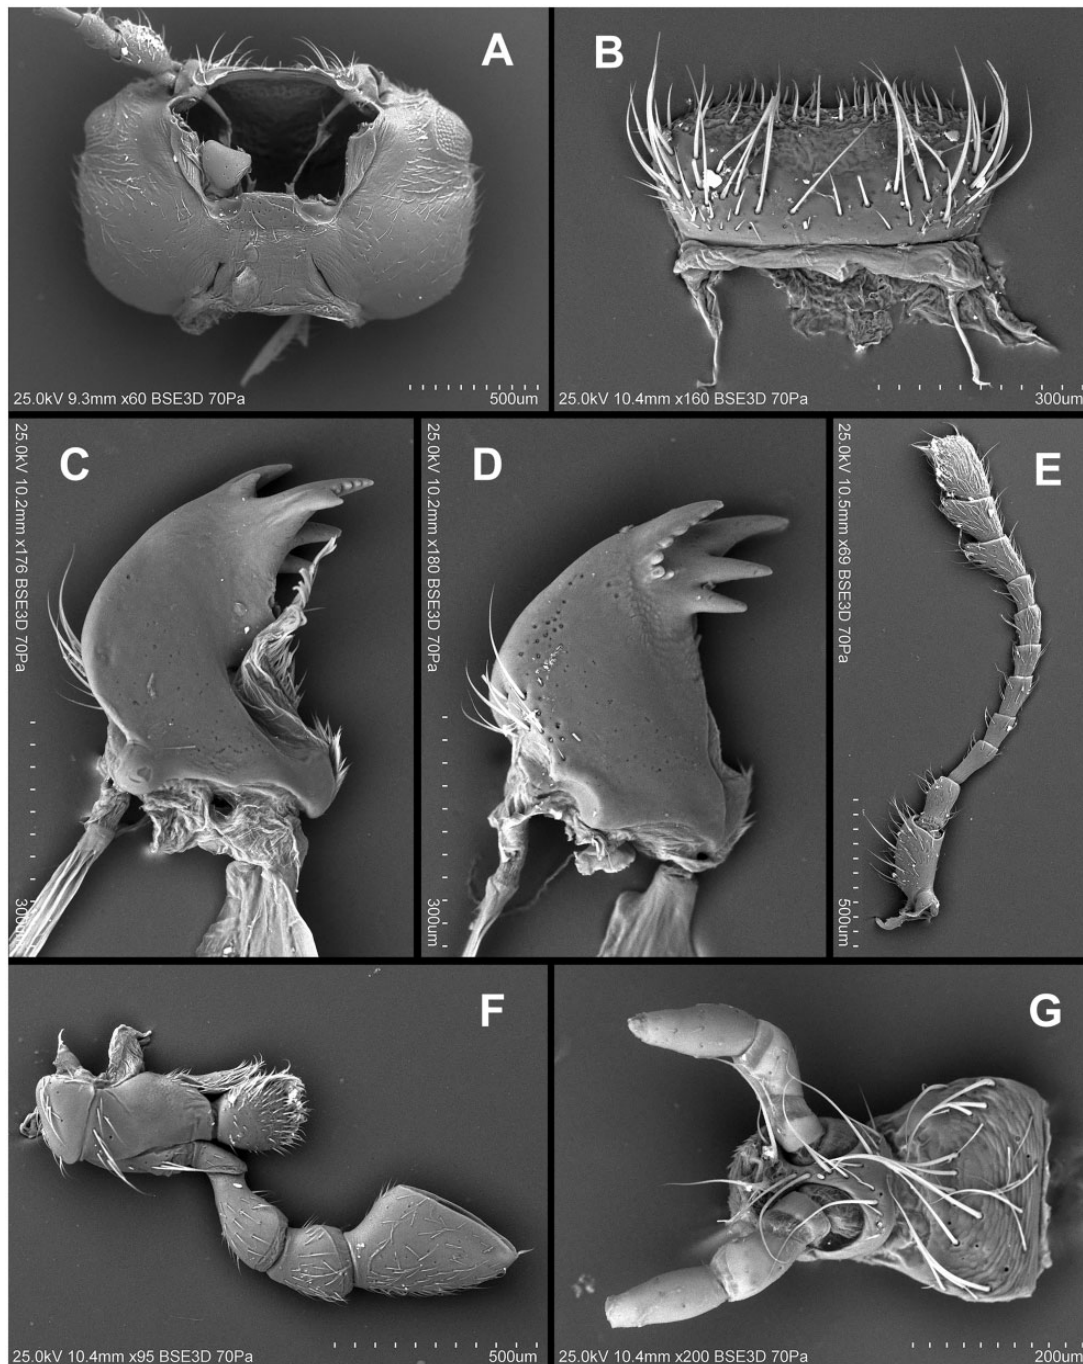 A
25.0kV 9.3mm x60 BSE3D 70Pa
500um
B
25.0kV 10.4mm x160 BSE3D 70Pa
300um
C
25.0kV 10.2mm x176 BSE3D 70Pa
300um
D
25.0kV 10.2mm x180 BSE3D 70Pa
300um
E
25.0kV 10.5mm x69 BSE3D 70Pa
500um
F
25.0kV 10.4mm x95 BSE3D 70Pa
500um
G
25.0kV 10.4mm x200 BSE3D 70Pa
200um